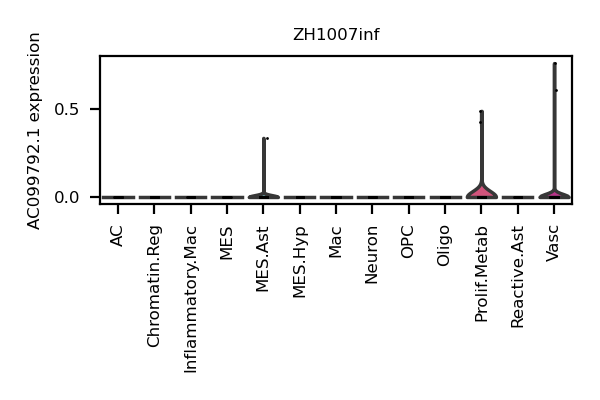 ZH1007inf
AC099792.1 expression
0.5
0.0
AC
Chromatin.Reg
Inflammatory.Mac
MES
MES.Ast
MES.Hyp
Mac
Neuron
OPC
Oligo
Prolif.Metab
Reactive.Ast
Vasc